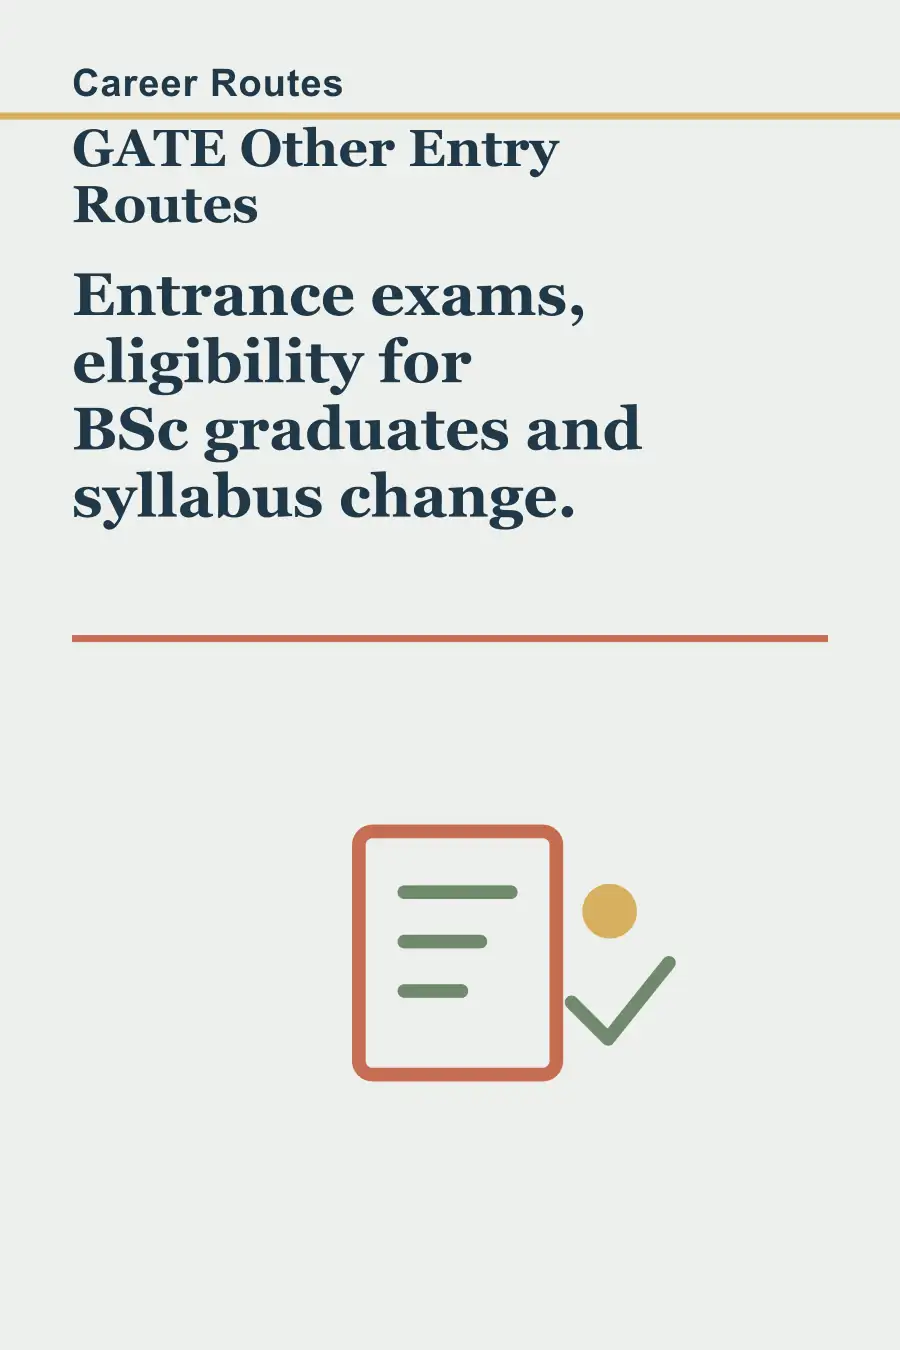 Career Routes
GATE Other Entry
Routes
Entrance exams,
eligibility for
BSc graduates and
syllabus change.